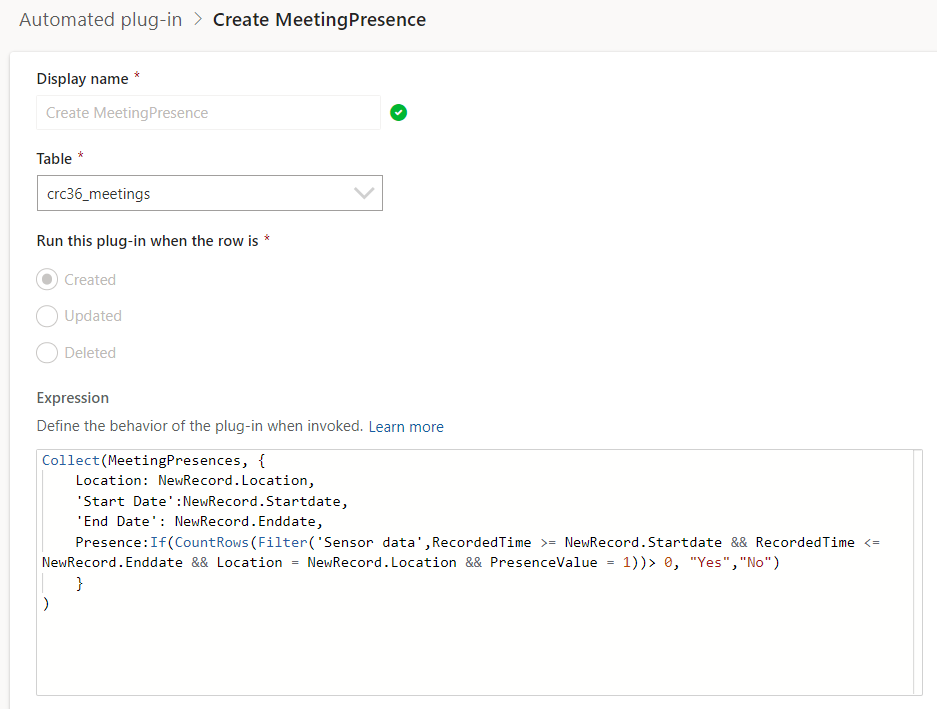 Automated plug-in > Create MeetingPresence
Display name *
Create MeetingPresence
Table *
crc36_meetings
Run this plug-in when the row is *
Created
Updated
Deleted
Expression
Define the behavior of the plug-in when invoked. Learn more
Collect(MeetingPresences, {
    Location: NewRecord.Location,
    'Start Date':NewRecord.Startdate,
    'End Date': NewRecord.Enddate,
    Presence:If(CountRows(Filter('Sensor data',RecordedTime >= NewRecord.Startdate && RecordedTime <=
NewRecord.Enddate && Location = NewRecord.Location && PresenceValue = 1))> 0, "Yes","No")
    }
)